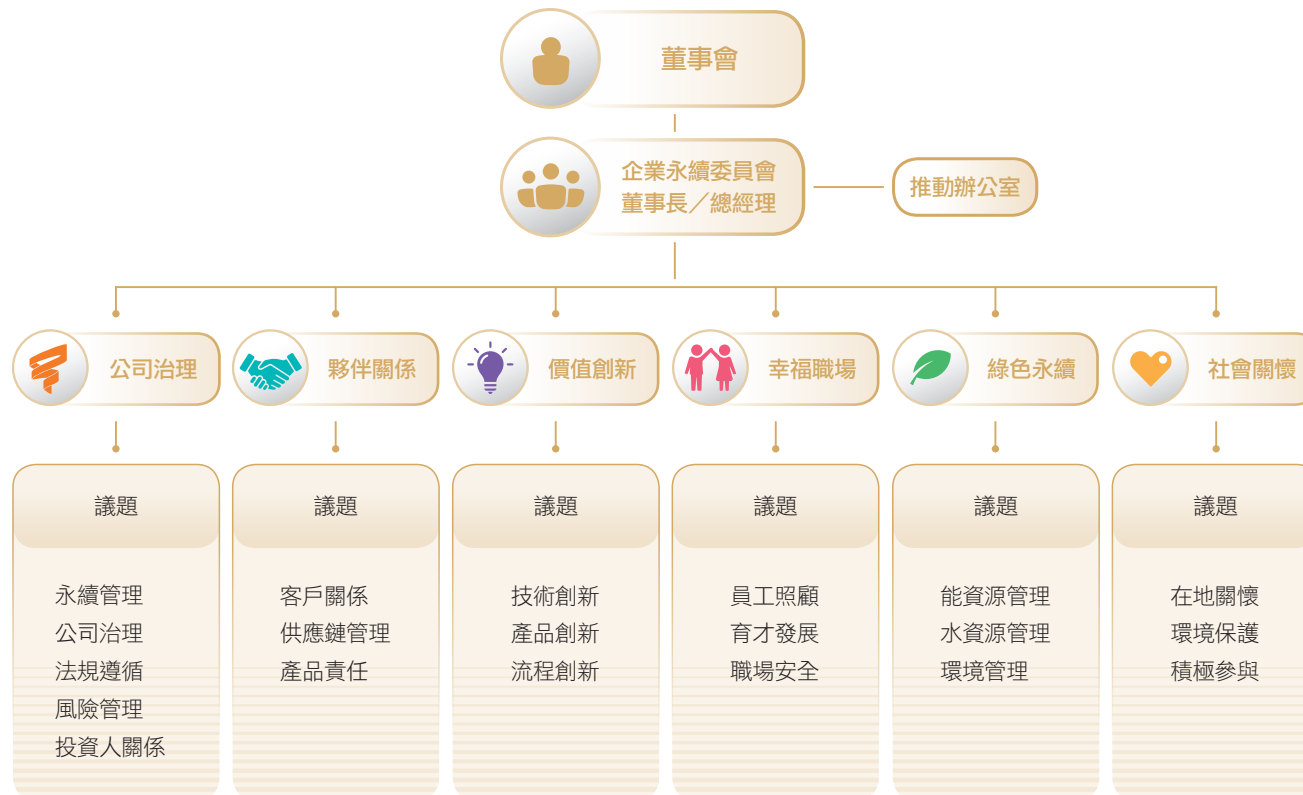 董事會
企業永續委員會
董事長／總經理
推動辦公室
公司治理
夥伴關係
價值創新
幸福職場
綠色永續
社會關懷
議題
永續管理
公司治理
法規遵循
風險管理
投資人關係
議題
客戶關係
供應鏈管理
產品責任
議題
技術創新
產品創新
流程創新
議題
員工照顧
育才發展
職場安全
議題
能資源管理
水資源管理
環境管理
議題
在地關懷
環境保護
積極參與